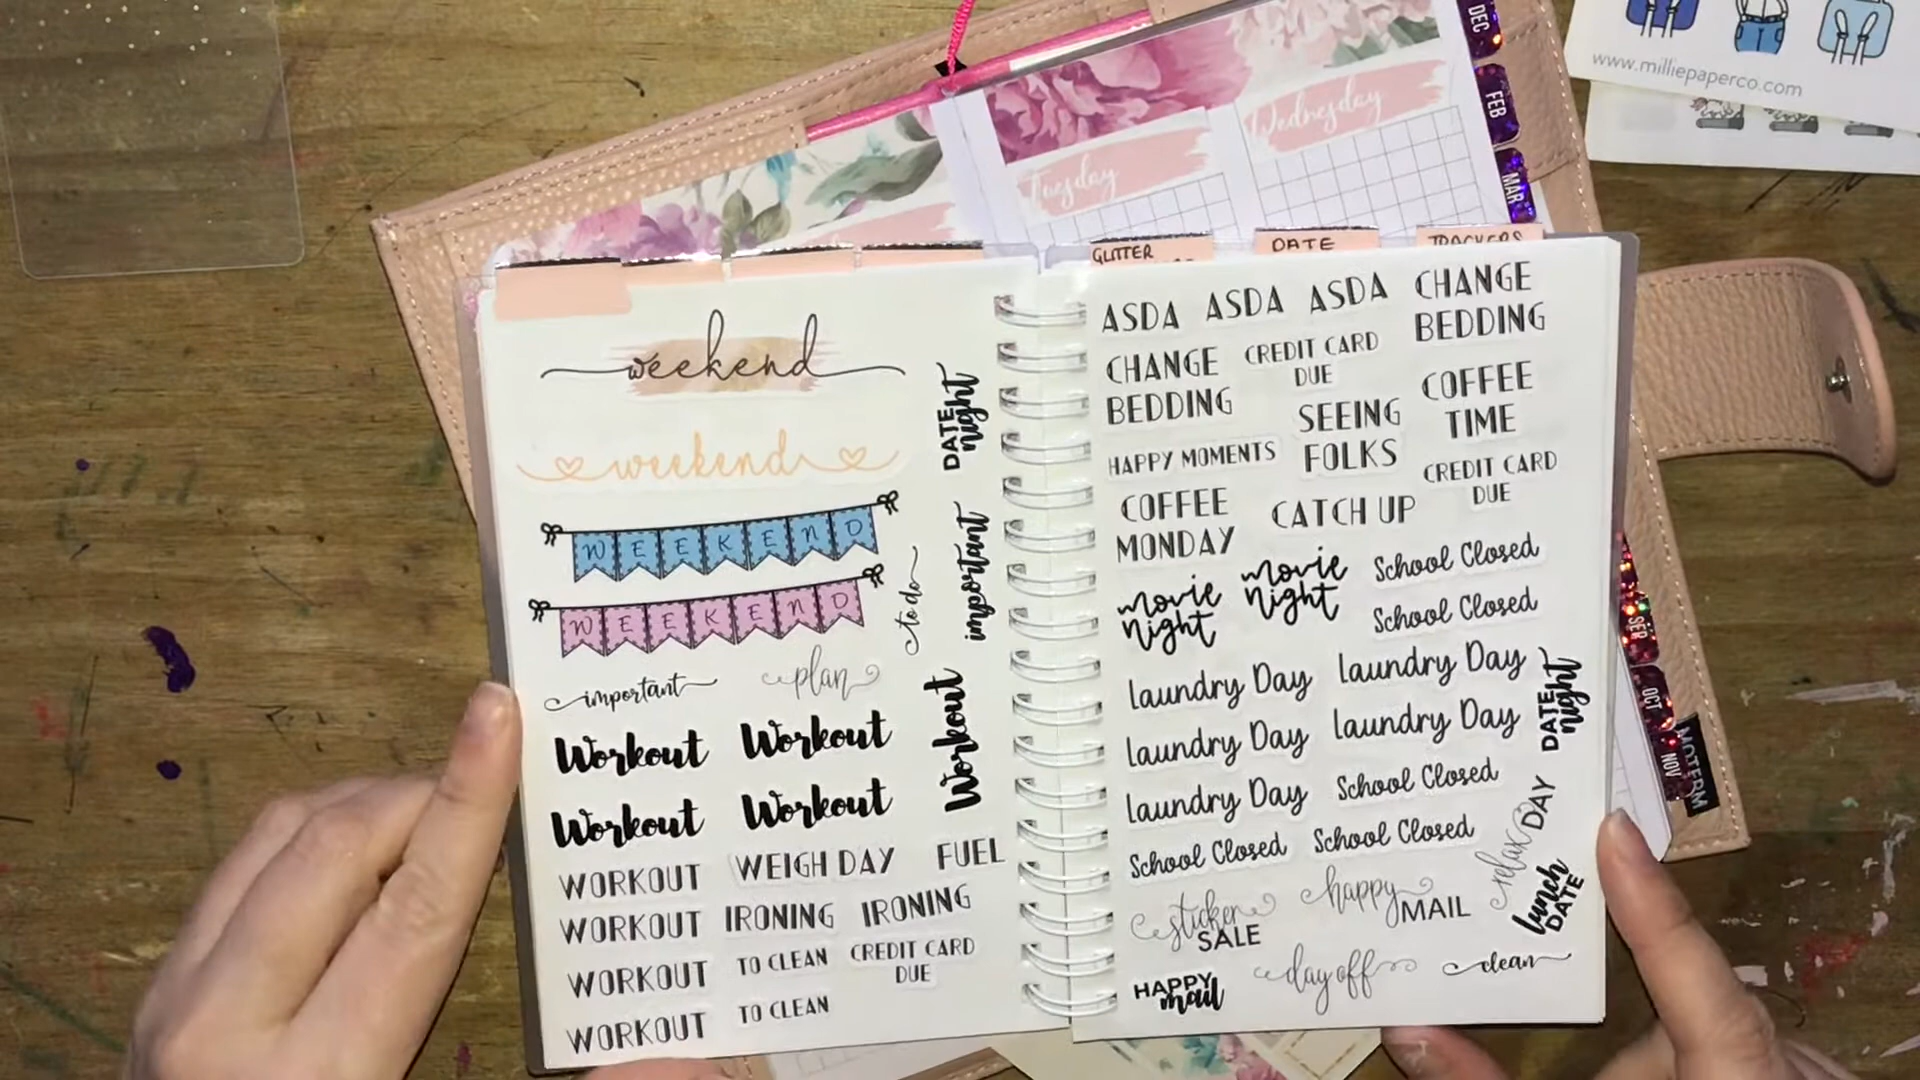 DEC
FEB
MAR
www.milliepaperco.com
Wednesday
Tuesday
GLITTER
DATE
TRACKERS
weekend
weekend
WEEKEND
WEEKEND
DATE
night
important
to do
important
plan
Workout
Workout
Workout
Workout
Workout
WORKOUT
WEIGH DAY
FUEL
WORKOUT
IRONING
IRONING
WORKOUT
TO CLEAN
CREDIT CARD
DUE
WORKOUT
TO CLEAN
ASDA
ASDA
ASDA
CHANGE
BEDDING
CHANGE
BEDDING
CREDIT CARD
DUE
COFFEE
TIME
HAPPY MOMENTS
SEEING
FOLKS
CREDIT CARD
DUE
COFFEE
MONDAY
CATCH UP
movie
night
movie
night
School Closed
School Closed
laundry Day
laundry Day
laundry Day
laundry Day
DATE
night
laundry Day
School Closed
School Closed
School Closed
relax DAY
sticker
SALE
happy
MAIL
lunch
DATE
HAPPY
mail
day off
clean
SEP
OCT
NOV
MOTERM